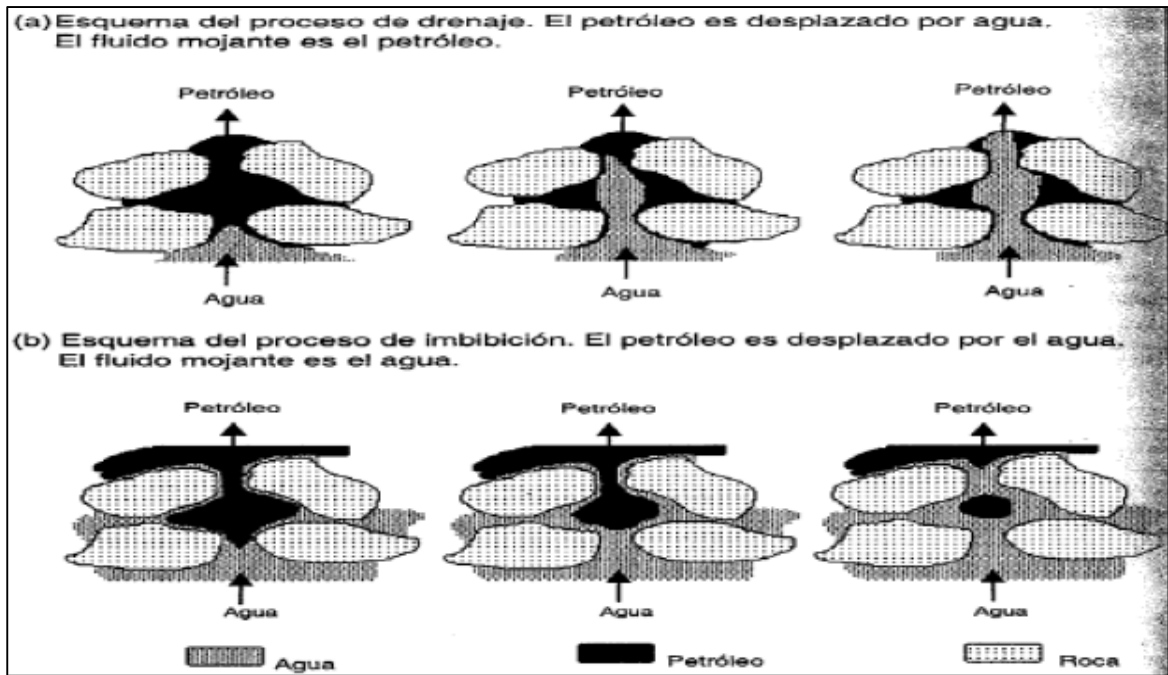 (a) Esquema del proceso de drenaje. El petróleo es desplazado por agua.
El fluido mojante es el petróleo.
Petróleo Petróleo Petróleo
Agua Agua Agua
(b) Esquema del proceso de imbibición. El petróleo es desplazado por el agua.
El fluido mojante es el agua.
Petróleo Petróleo Petróleo
Agua Agua Agua
Agua Petróleo Roca